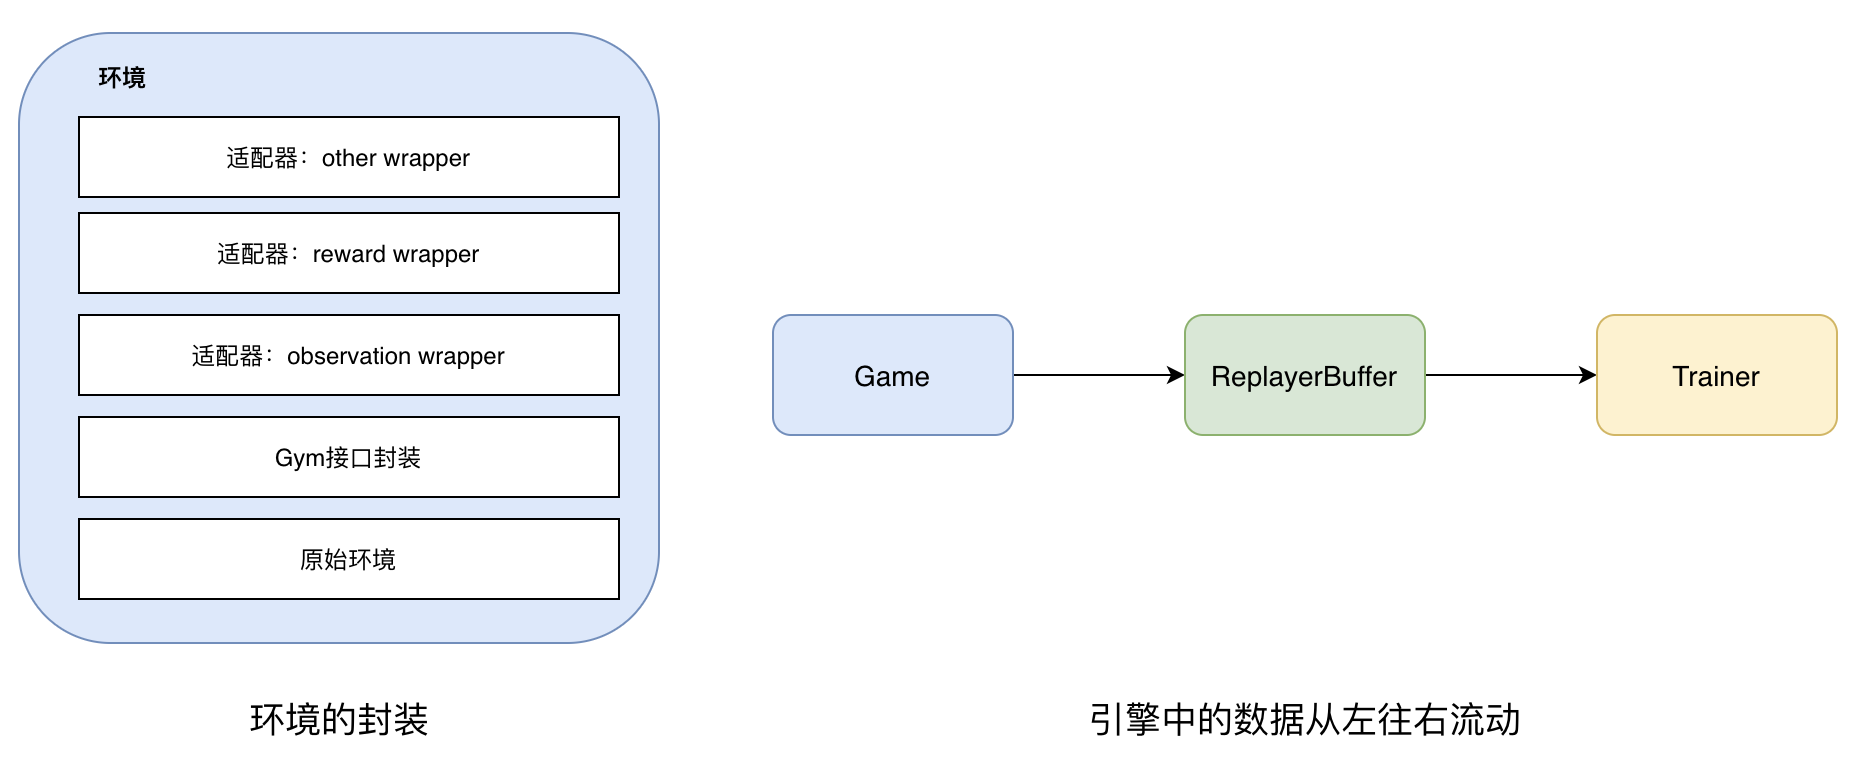 环境
适配器：other wrapper
适配器：reward wrapper
适配器：observation wrapper
Gym接口封装
原始环境
环境的封装
Game
ReplayerBuffer
Trainer
引擎中的数据从左往右流动